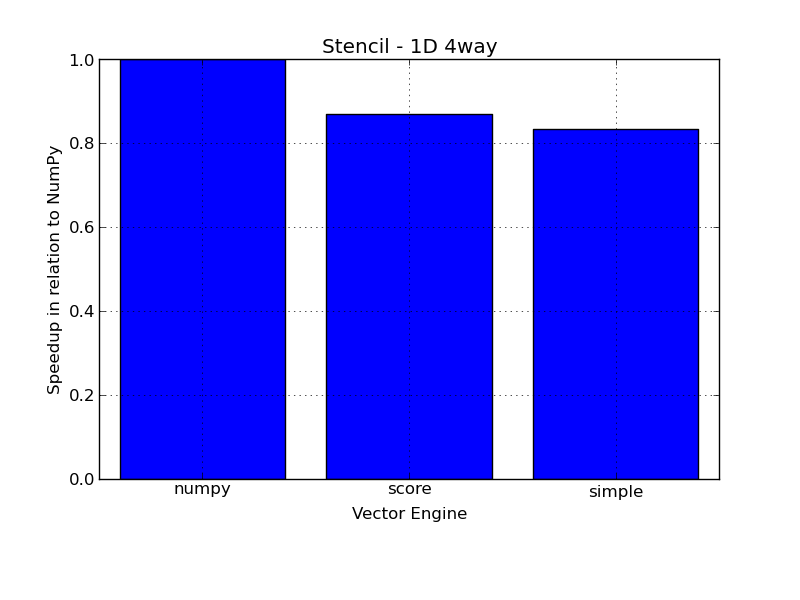 Stencil - 1D 4way
1.0
0.8
0.6
0.4
0.2
0.0
Speedup in relation to NumPy
numpy
score
simple
Vector Engine